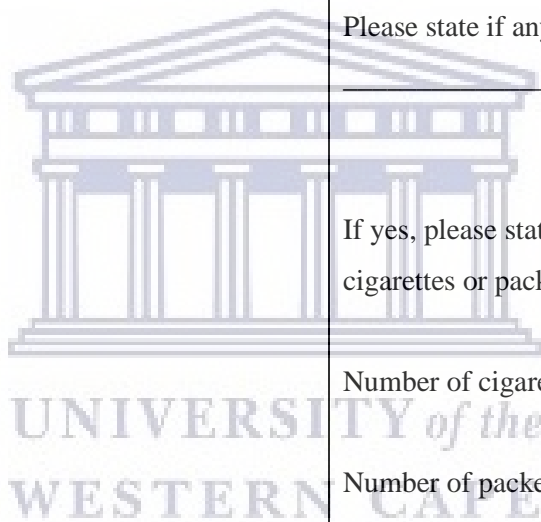 Please state if any
If yes, please stat
cigarettes or pack
Number of cigare
UNIVERSITY of the
Number of packe
WESTERN CAPE